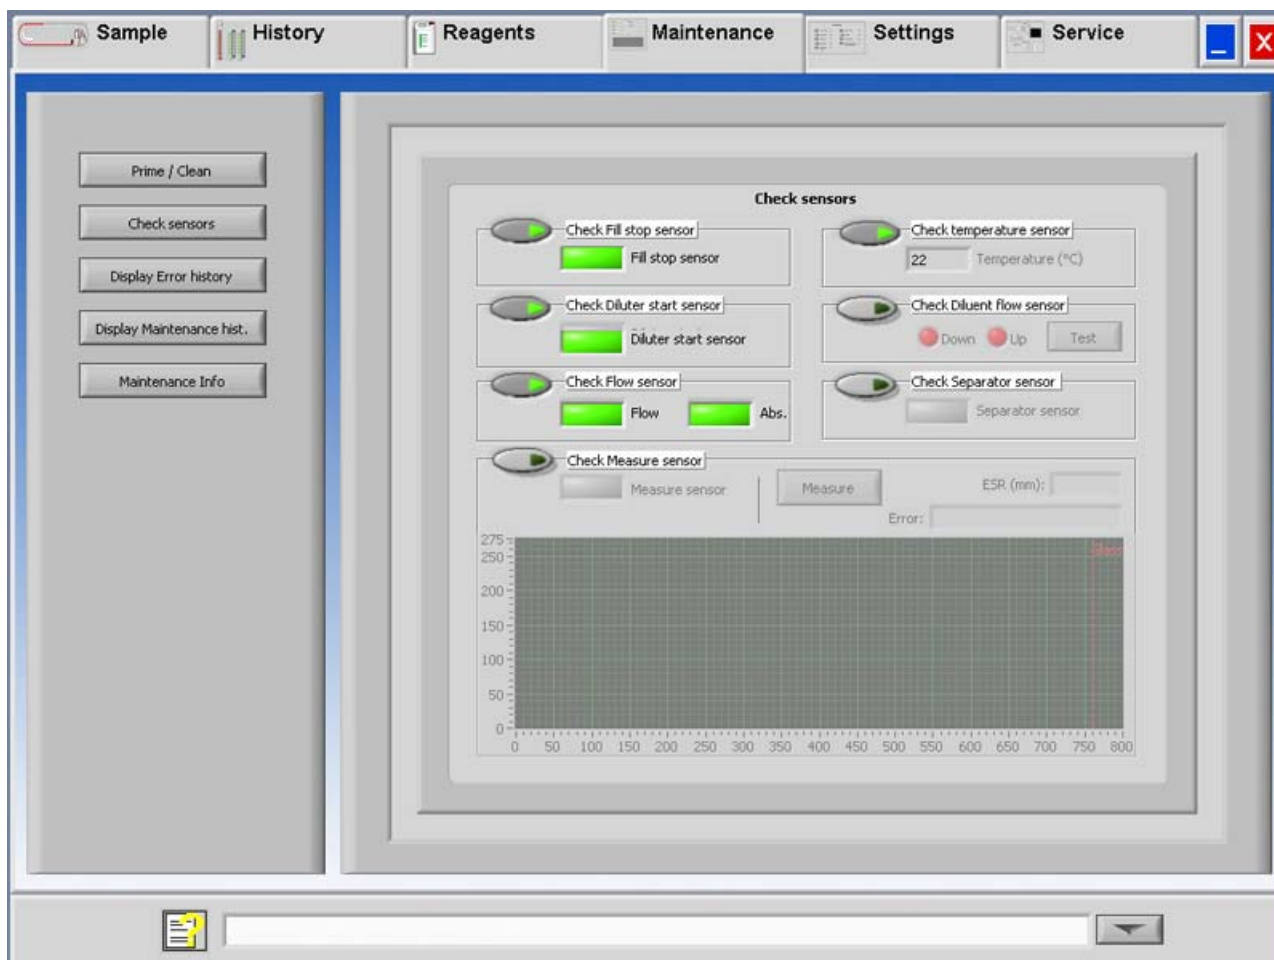 Sample
History
Reagents
Maintenance
Settings
Service
Prime / Clean
Check sensors
Display Error history
Display Maintenance hist.
Maintenance Info
Check sensors
Check Fill stop sensor
Fill stop sensor
Check temperature sensor
22 Temperature (°C)
Check Diluter start sensor
Diluter start sensor
Check Diluent flow sensor
Down Up Test
Check Flow sensor
Flow Abs.
Check Separator sensor
Separator sensor
Check Measure sensor
Measure sensor Measure ESR (mm):
Error:
275
250
200
150
100
50
0
0 50 100 150 200 250 300 350 400 450 500 550 600 650 700 750 800